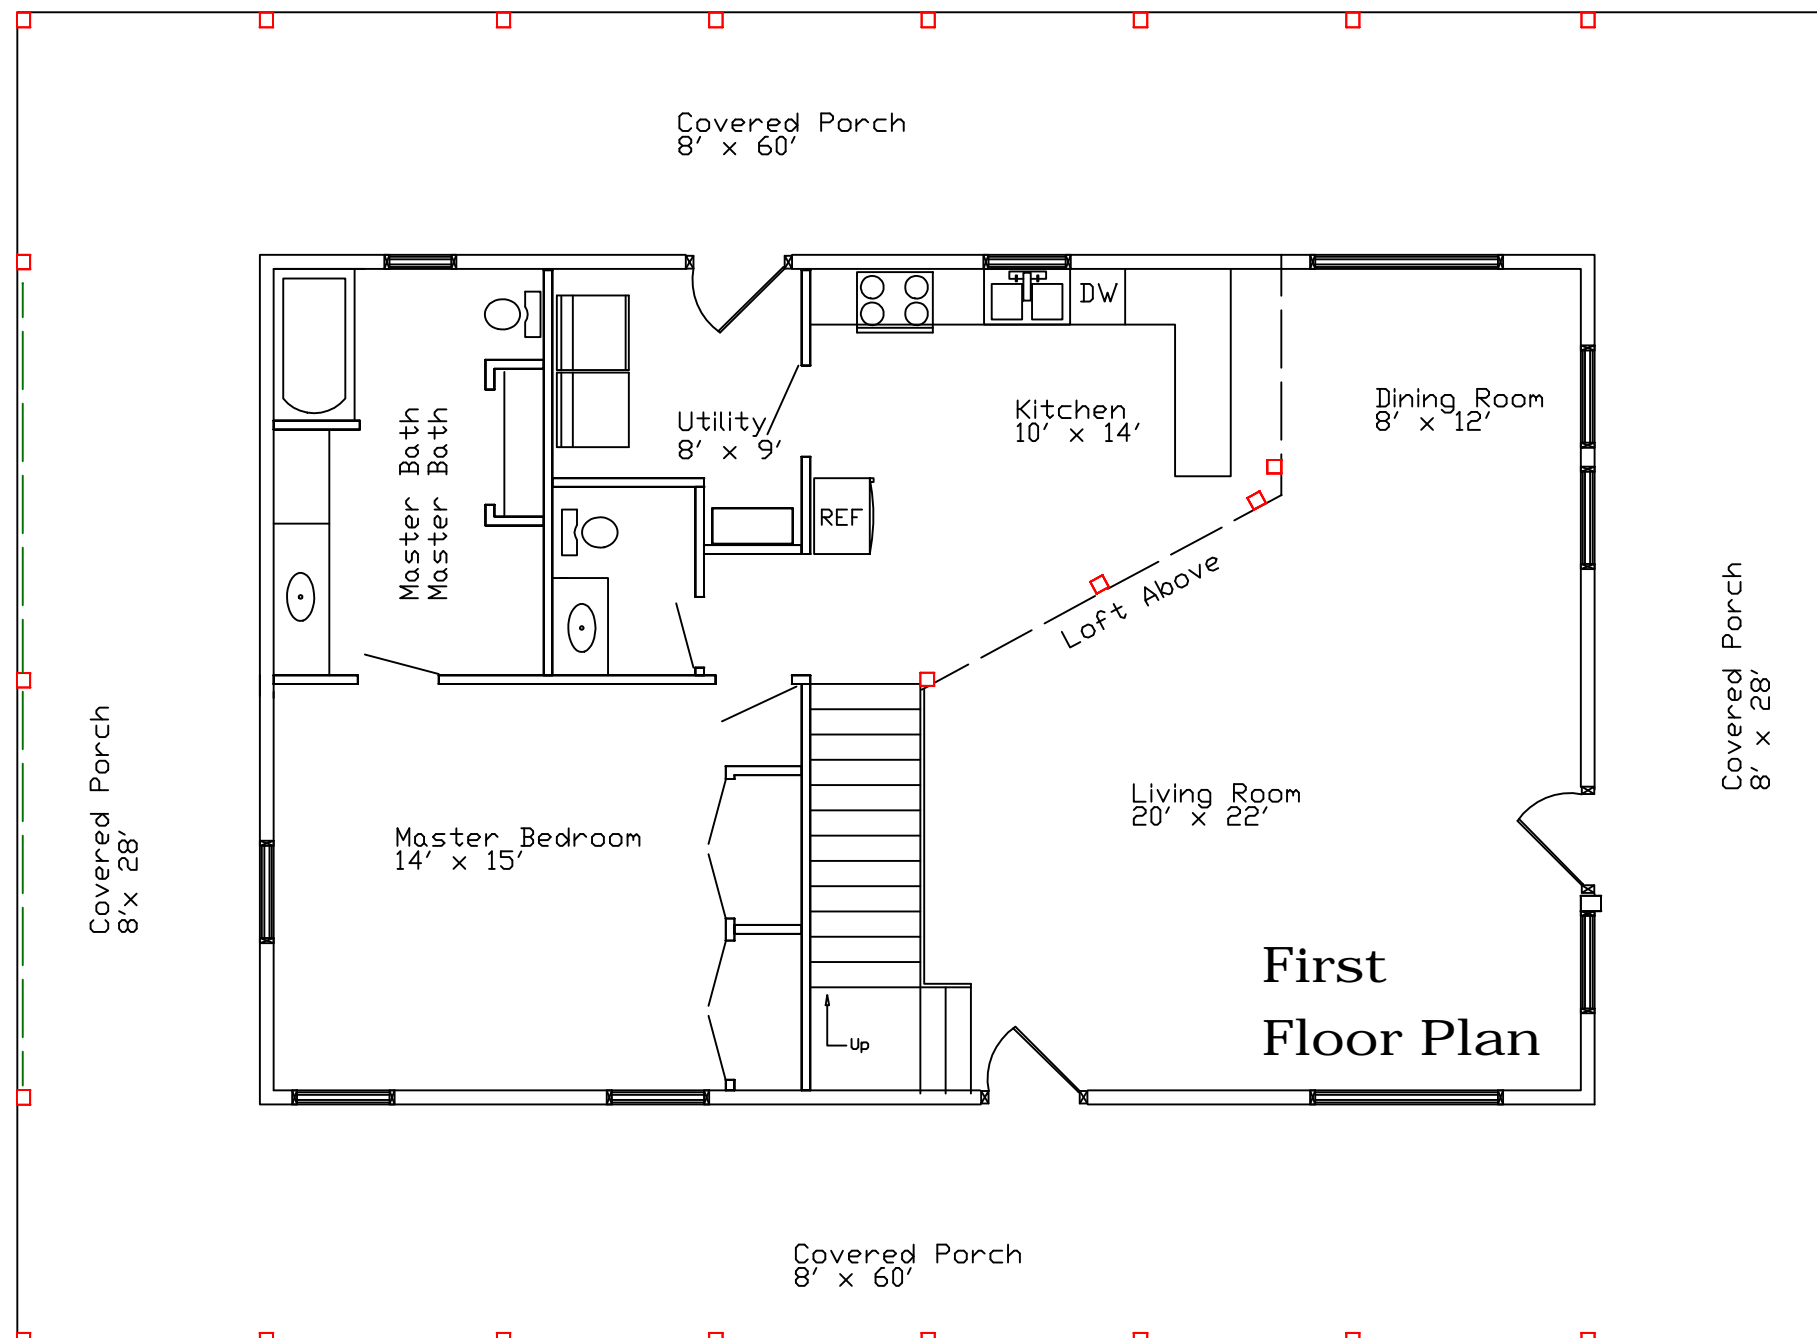 Covered Porch
8' x 60'
DW
Utility
8' x 9'
Kitchen
10' x 14'
Dining Room
8' x 12'
Master Bath
Master Bath
REF
Loft Above
Covered Porch
8' x 28'
Covered Porch
8'x 28'
Master Bedroom
14' x 15'
Living Room
20' x 22'
First
Floor Plan
Up
Covered Porch
8' x 60'